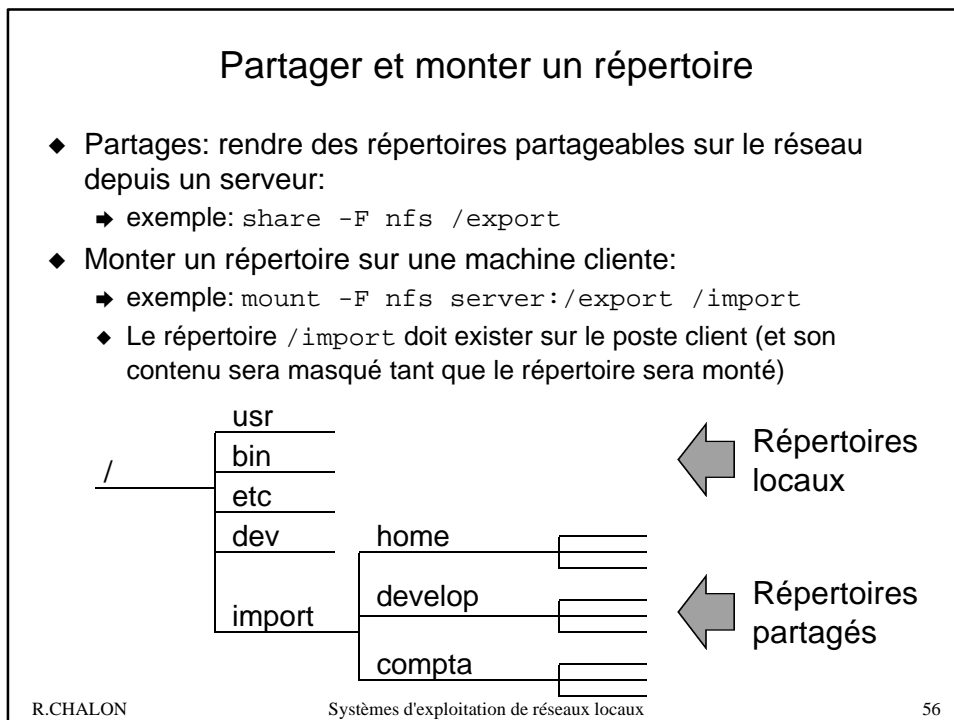 Partager et monter un répertoire
◆ Partages: rendre des répertoires partageables sur le réseau
depuis un serveur:
➨ exemple: share -F nfs /export
◆ Monter un répertoire sur une machine cliente:
➨ exemple: mount -F nfs server:/export /import
◆ Le répertoire /import doit exister sur le poste client (et son
contenu sera masqué tant que le répertoire sera monté)
usr
bin
/
etc
dev
home
develop
import
compta
Répertoires
locaux
Répertoires
partagés
R.CHALON Systèmes d'exploitation de réseaux locaux 56